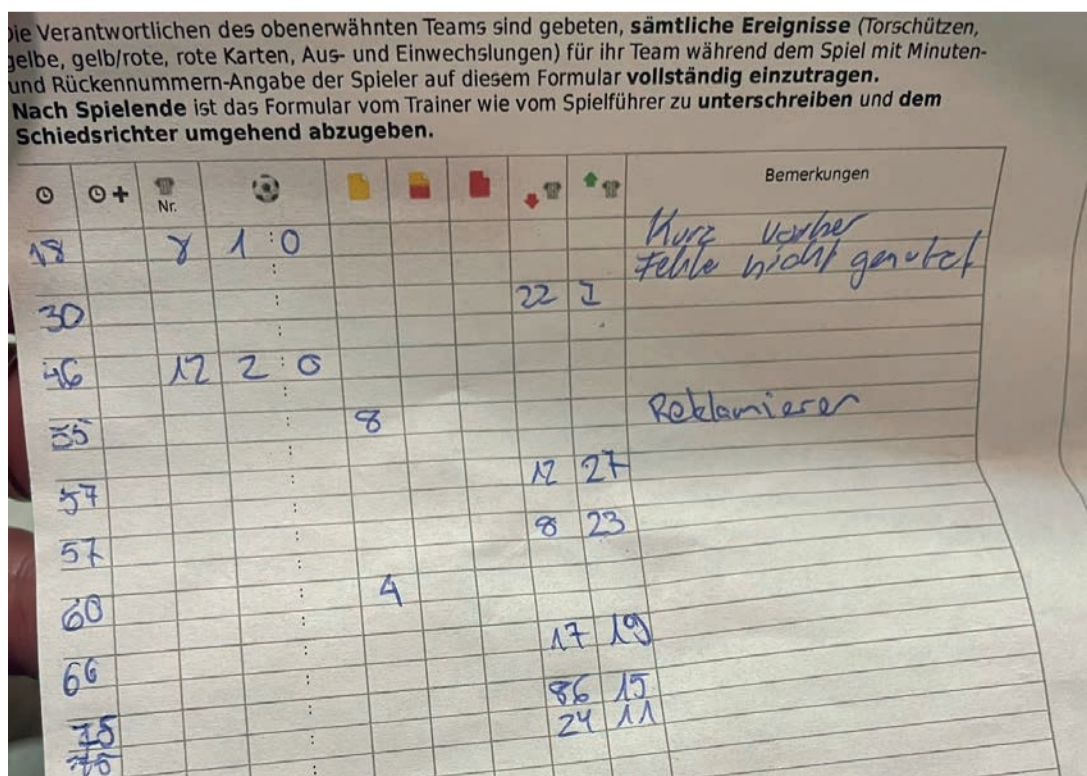 Die Verantwortlichen des obenerwähnten Teams sind gebeten, sämtliche Ereignisse (Torschützen,
gelbe, gelb/rote, rote Karten, Aus- und Einwechslungen) für ihr Team während dem Spiel mit Minuten-
und Rückennummern-Angabe der Spieler auf diesem Formular vollständig einzutragen.
Nach Spielende ist das Formular vom Trainer wie vom Spielführer zu unterschreiben und dem
Schiedsrichter umgehend abzugeben.
+ Nr. Bemerkungen
Kurz vorher
18 8 1 : 0 Fehle nicht genutzt
:
30 : 22 1
:
46 12 2 : 0
:
55 : 8 Reklamieren
:
57 : 12 27
:
57 : 8 23
:
60 : 4
:
66 : 17 19
:
75 : 86 15
75 : 24 11
: